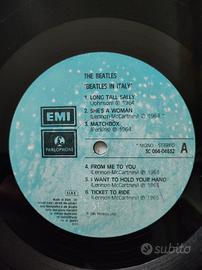 THE BEATLES
"BEATLES IN ITALY"
1. LONG TALL SALLY
(Johnson) ℗ 1964
2. SHE'S A WOMAN
(Lennon-McCartney) ℗ 1964
3. MATCHBOX
(Perkins) ℗ 1964
EMI
PARLOPHONE
MONO - STEREO
3C 064-04632
A
4. FROM ME TO YOU
(Lennon-McCartney) ℗ 1963
5. I WANT TO HOLD YOUR HAND
(Lennon-McCartney) ℗ 1963
6. TICKET TO RIDE
(Lennon-McCartney) ℗ 1965
subito